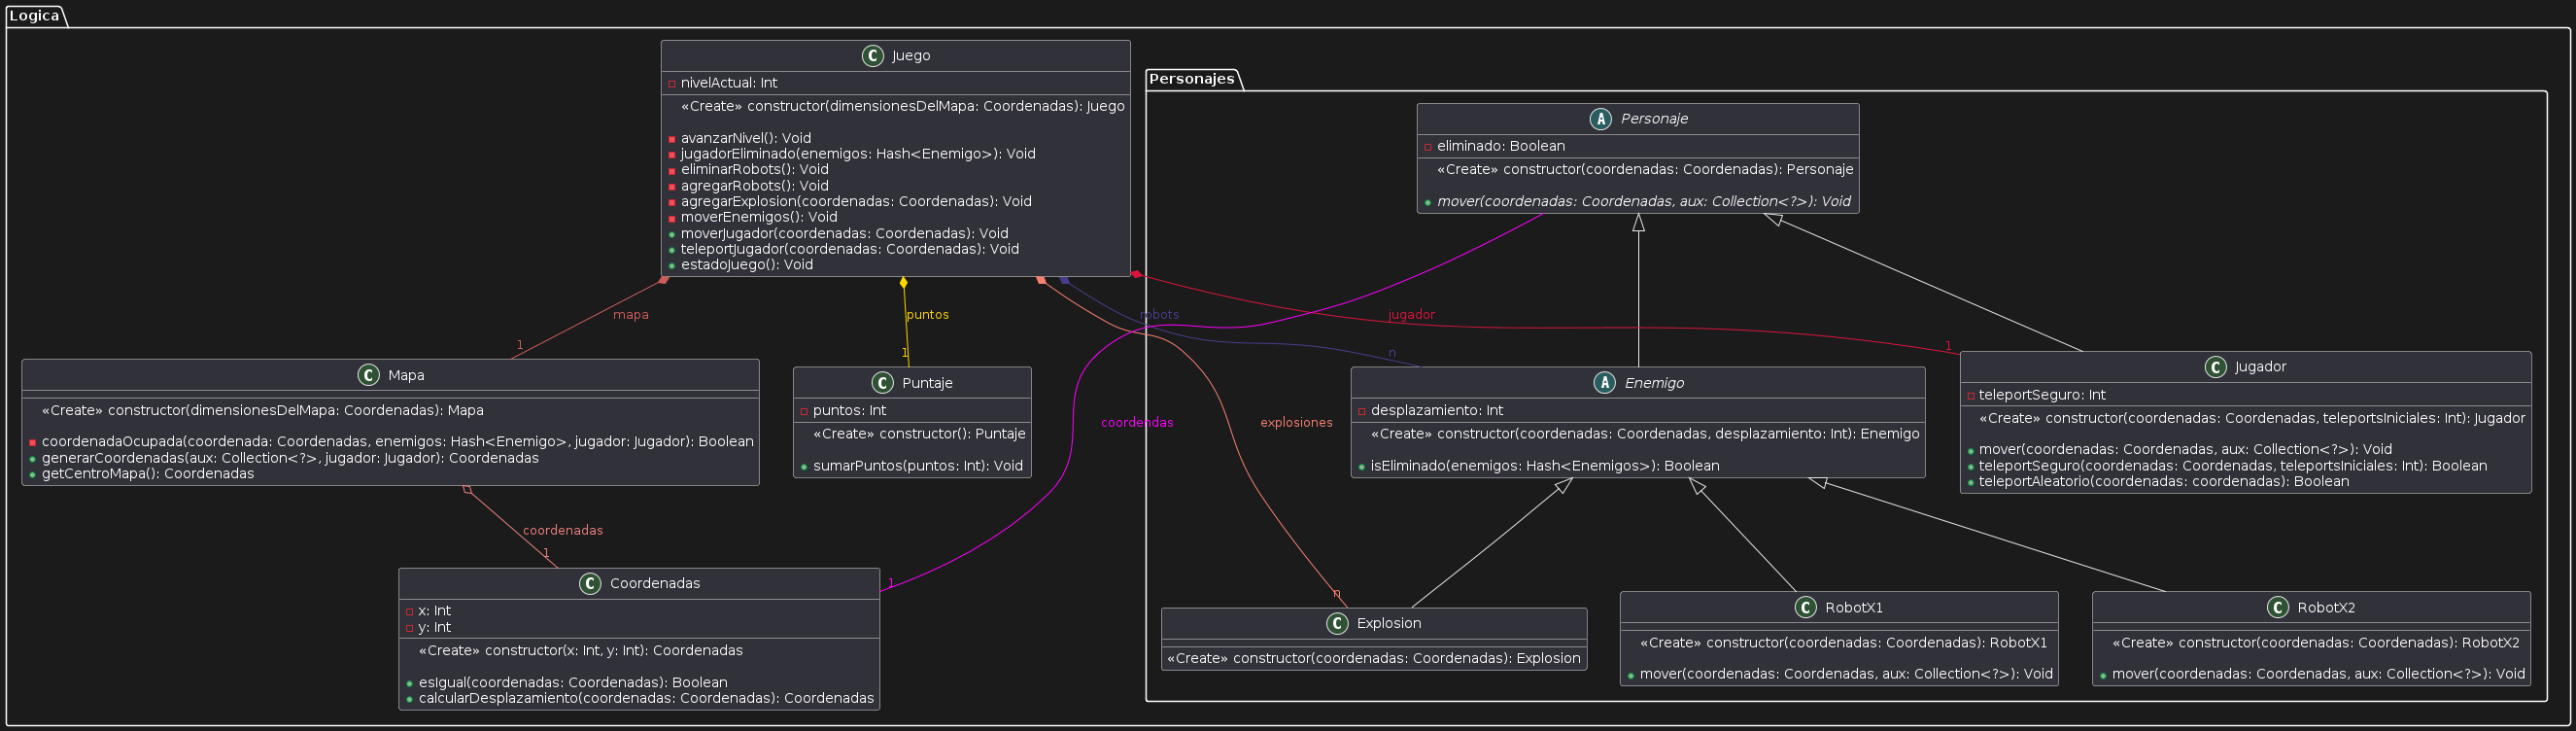 Logica
C Juego
nivelActual: Int
«Create» constructor(dimensionesDelMapa: Coordenadas): Juego
avanzarNivel(): Void
jugadorEliminado(enemigos: Hash<Enemigo>): Void
eliminarRobots(): Void
agregarRobots(): Void
agregarExplosion(coordenadas: Coordenadas): Void
moverEnemigos(): Void
moverJugador(coordenadas: Coordenadas): Void
teleportJugador(coordenadas: Coordenadas): Void
estadoJuego(): Void
Personajes
A Personaje
eliminado: Boolean
«Create» constructor(coordenadas: Coordenadas): Personaje
mover(coordenadas: Coordenadas, aux: Collection<?>): Void
mapa
puntos
robots
jugador
1
1
n
1
C Mapa
«Create» constructor(dimensionesDelMapa: Coordenadas): Mapa
coordenadaOcupada(coordenada: Coordenadas, enemigos: Hash<Enemigo>, jugador: Jugador): Boolean
generarCoordenadas(aux: Collection<?>, jugador: Jugador): Coordenadas
getCentroMapa(): Coordenadas
C Puntaje
puntos: Int
«Create» constructor(): Puntaje
sumarPuntos(puntos: Int): Void
coordendas
explosiones
A Enemigo
desplazamiento: Int
«Create» constructor(coordenadas: Coordenadas, desplazamiento: Int): Enemigo
isEliminado(enemigos: Hash<Enemigos>): Boolean
C Jugador
teleportSeguro: Int
«Create» constructor(coordenadas: Coordenadas, teleportsIniciales: Int): Jugador
mover(coordenadas: Coordenadas, aux: Collection<?>): Void
teleportSeguro(coordenadas: Coordenadas, teleportsIniciales: Int): Boolean
teleportAleatorio(coordenadas: coordenadas): Boolean
coordenadas
1
1
n
C Coordenadas
x: Int
y: Int
«Create» constructor(x: Int, y: Int): Coordenadas
esIgual(coordenadas: Coordenadas): Boolean
calcularDesplazamiento(coordenadas: Coordenadas): Coordenadas
C Explosion
«Create» constructor(coordenadas: Coordenadas): Explosion
C RobotX1
«Create» constructor(coordenadas: Coordenadas): RobotX1
mover(coordenadas: Coordenadas, aux: Collection<?>): Void
C RobotX2
«Create» constructor(coordenadas: Coordenadas): RobotX2
mover(coordenadas: Coordenadas, aux: Collection<?>): Void